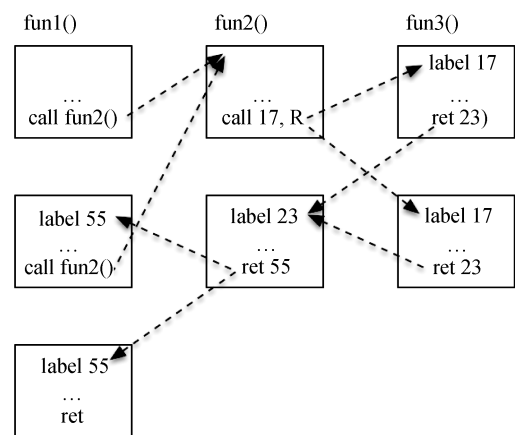 fun1()
...
call fun2()
label 55
...
call fun2()
label 55
...
ret
fun2()
...
call 17, R
label 23
...
ret 55
fun3()
label 17
...
ret 23)
label 17
...
ret 23